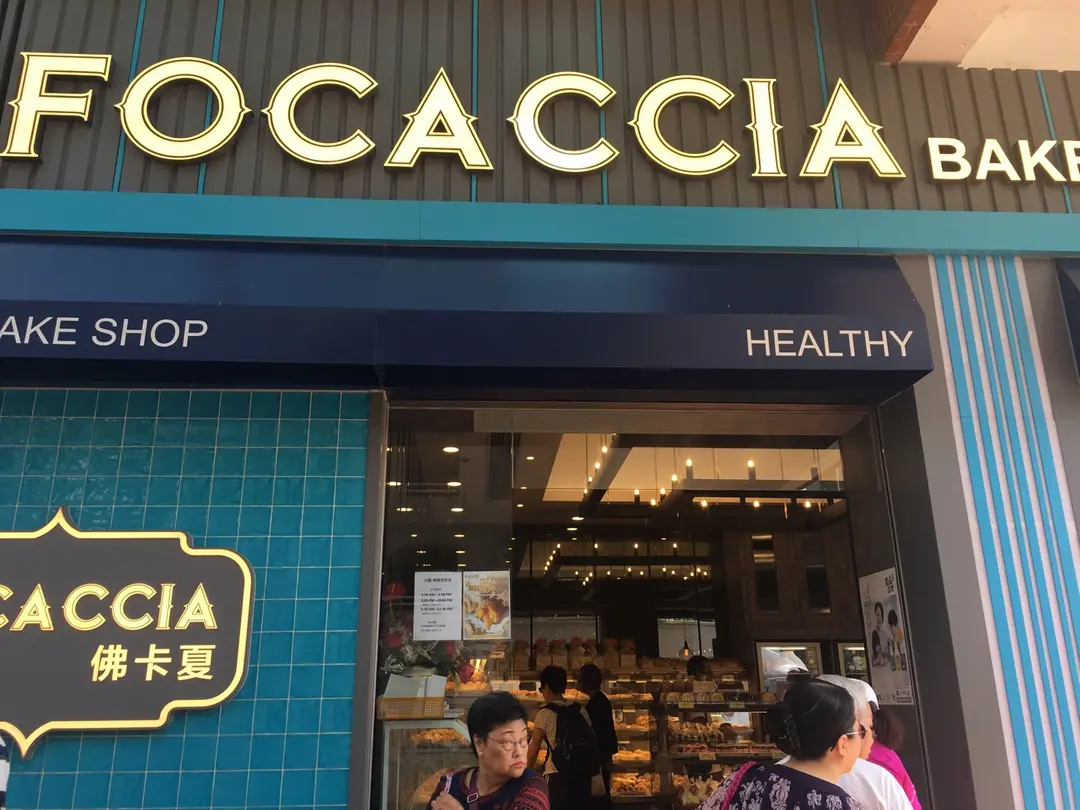 FOCACCIA BAKE
AKE SHOP
HEALTHY
CACCIA
佛卡夏